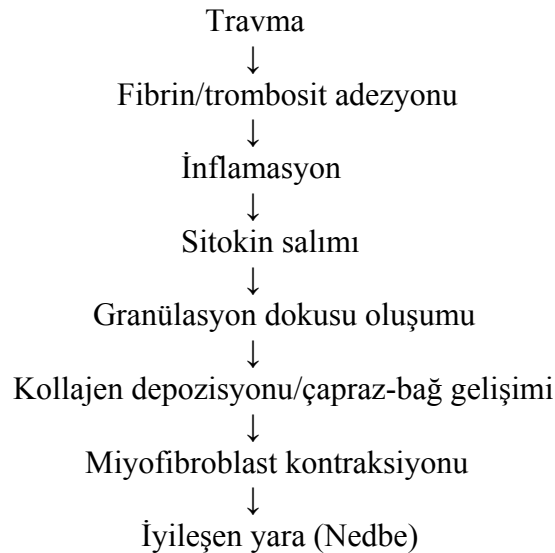 Travma
↓
Fibrin/trombosit adezyonu
↓
İnflamasyon
↓
Sitokin salımı
↓
Granülasyon dokusu oluşumu
↓
Kollajen depozisyonu/çapraz-bağ gelişimi
↓
Miyofibroblast kontraksiyonu
↓
İyileşen yara (Nedbe)